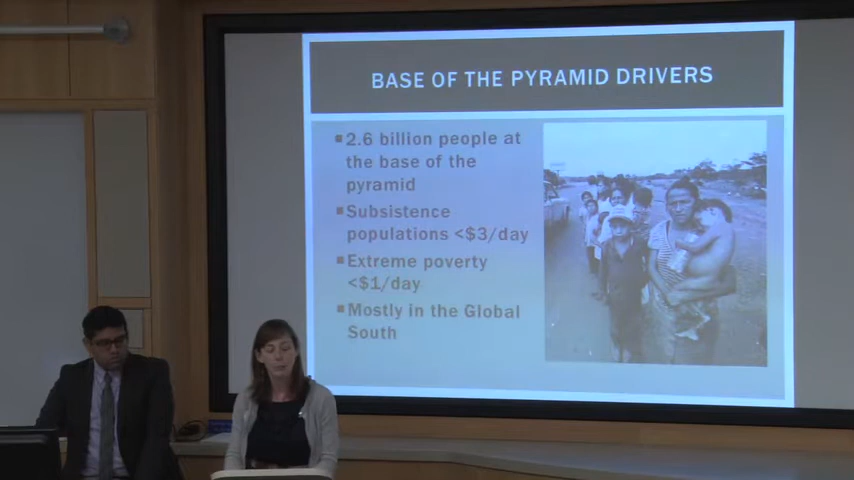 BASE OF THE PYRAMID DRIVERS
▪2.6 billion people at
the base of the
pyramid
▪Subsistence
populations <$3/day
▪Extreme poverty
<$1/day
▪Mostly in the Global
South